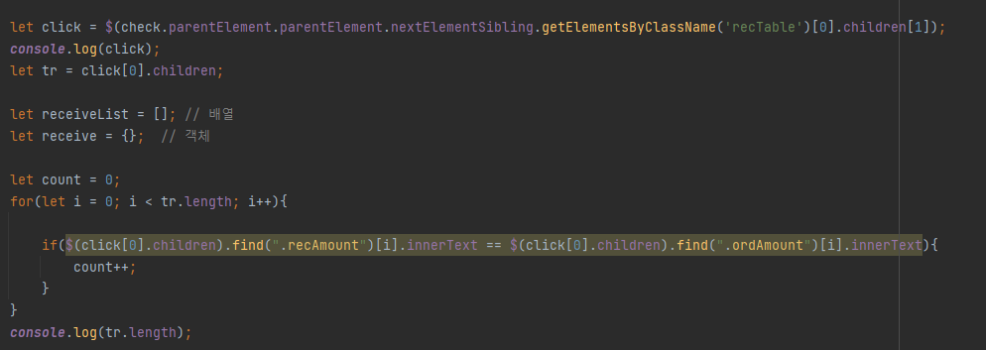 let click = $(check.parentElement.parentElement.nextElementSibling.getElementsByClassName('recTable')[0].children[1]);
console.log(click);
let tr = click[0].children;
let receiveList = []; // 배열
let receive = {};  // 객체
let count = 0;
for(let i = 0; i < tr.length; i++){
if($(click[0].children).find(".recAmount")[i].innerText == $(click[0].children).find(".ordAmount")[i].innerText){
count++;
}
}
console.log(tr.length);